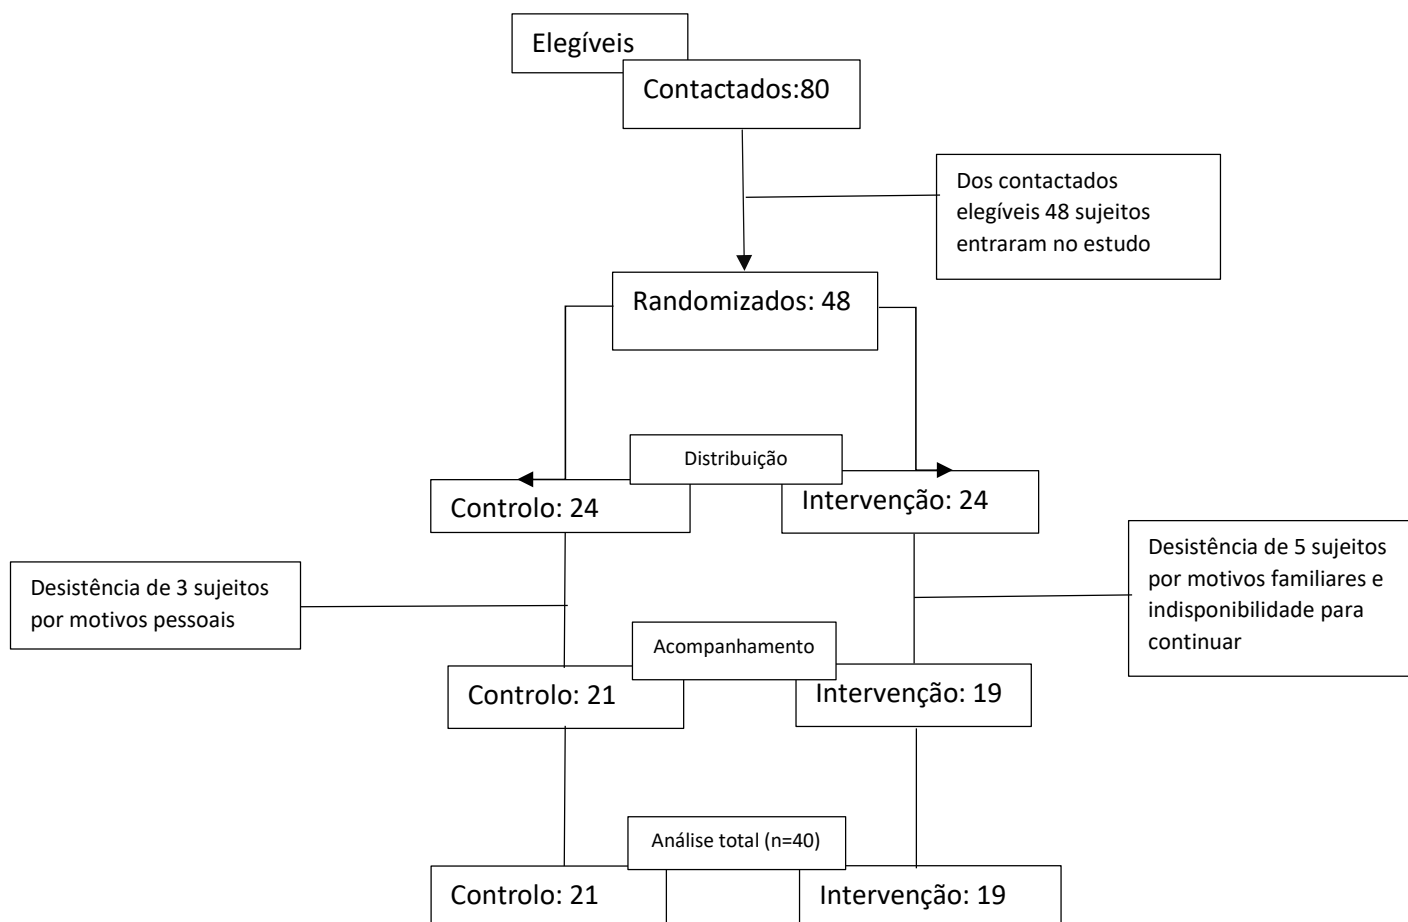 Elegíveis
Contactados:80
Dos contactados
elegíveis 48 sujeitos
entraram no estudo
Randomizados: 48
Distribuição
Controlo: 24
Intervenção: 24
Desistência de 3 sujeitos
por motivos pessoais
Desistência de 5 sujeitos
por motivos familiares e
indisponibilidade para
continuar
Acompanhamento
Controlo: 21
Intervenção: 19
Análise total (n=40)
Controlo: 21
Intervenção: 19